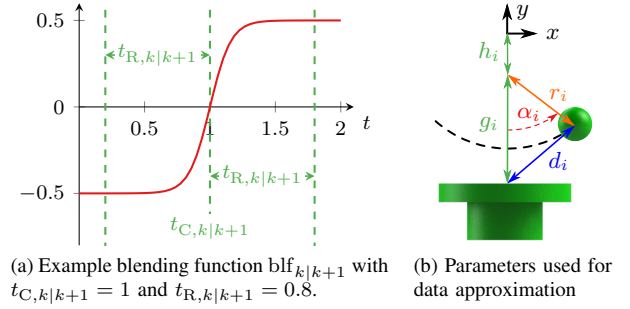 0.5
t_{R,k|k+1}
0
0.5
1
1.5
2
t
t_{R,k|k+1}
−0.5
t_{C,k|k+1}
y
x
h_i
r_i
α_i
g_i
d_i
(a) Example blending function blf_{k|k+1} with
t_{C,k|k+1} = 1 and t_{R,k|k+1} = 0.8.
(b) Parameters used for
data approximation